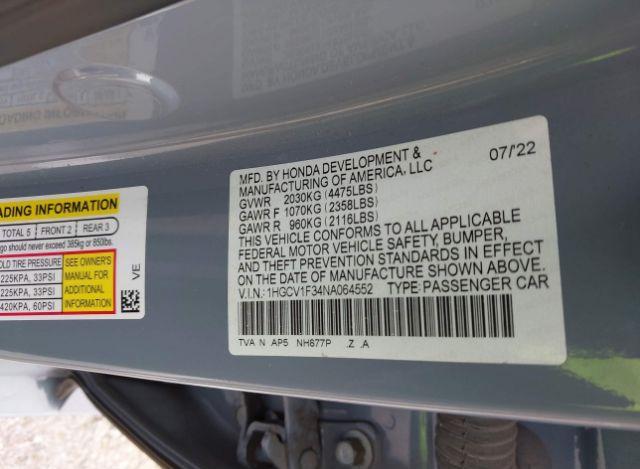 ADING INFORMATION
TOTAL 5 FRONT 2 REAR 3
go should never exceed 385kg or 850lbs.
OLD TIRE PRESSURE
225KPA, 33PSI
225KPA, 33PSI
420KPA, 60PSI
SEE OWNER'S
MANUAL FOR
ADDITIONAL
INFORMATION
VE
MFD. BY HONDA DEVELOPMENT & 07/'22
MANUFACTURING OF AMERICA, LLC
GVWR 2030KG (4475LBS)
GAWR F 1070KG (2358LBS)
GAWR R 960KG (2116LBS)
THIS VEHICLE CONFORMS TO ALL APPLICABLE
FEDERAL MOTOR VEHICLE SAFETY, BUMPER,
AND THEFT PREVENTION STANDARDS IN EFFECT
ON THE DATE OF MANUFACTURE SHOWN ABOVE.
V.I.N.: 1HGCV1F34NA064552 TYPE: PASSENGER CAR
TVA N AP5 NH877P .Z .A